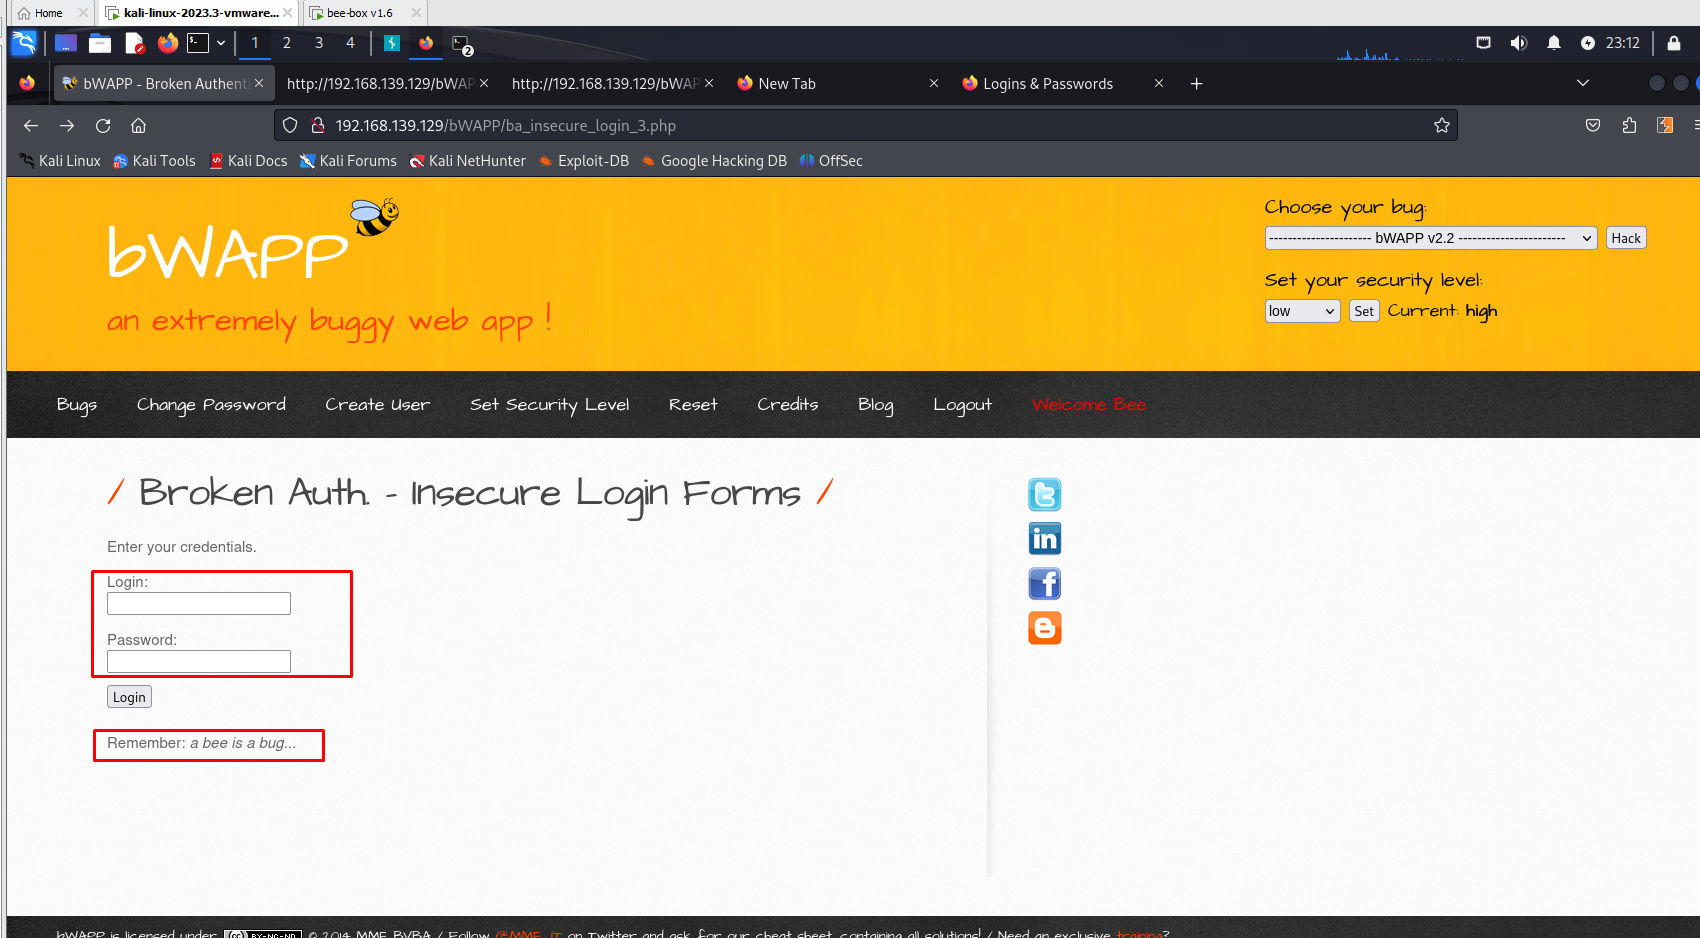 Home
kali-linux-2023.3-vmware...
bee-box v1.6
1 2 3 4
2
23:12
bWAPP - Broken Authenti
http://192.168.139.129/bWAP
http://192.168.139.129/bWAP
New Tab
Logins & Passwords
192.168.139.129/bWAPP/ba_insecure_login_3.php
Kali Linux Kali Tools Kali Docs Kali Forums Kali NetHunter Exploit-DB Google Hacking DB OffSec
bWAPP
an extremely buggy web app !
Choose your bug:
---------------------- bWAPP v2.2 ----------------------- Hack
Set your security level:
low Set Current: high
Bugs Change Password Create User Set Security Level Reset Credits Blog Logout Welcome Bee
/ Broken Auth. - Insecure Login Forms /
Enter your credentials.
Login:
Password:
Login
Remember: a bee is a bug...
bWAPP is licensed under BY-NC-ND © 2014 MME BVBA / Follow @MME_IT on Twitter and ask for our cheat sheet, containing all solutions! / Need an exclusive training?